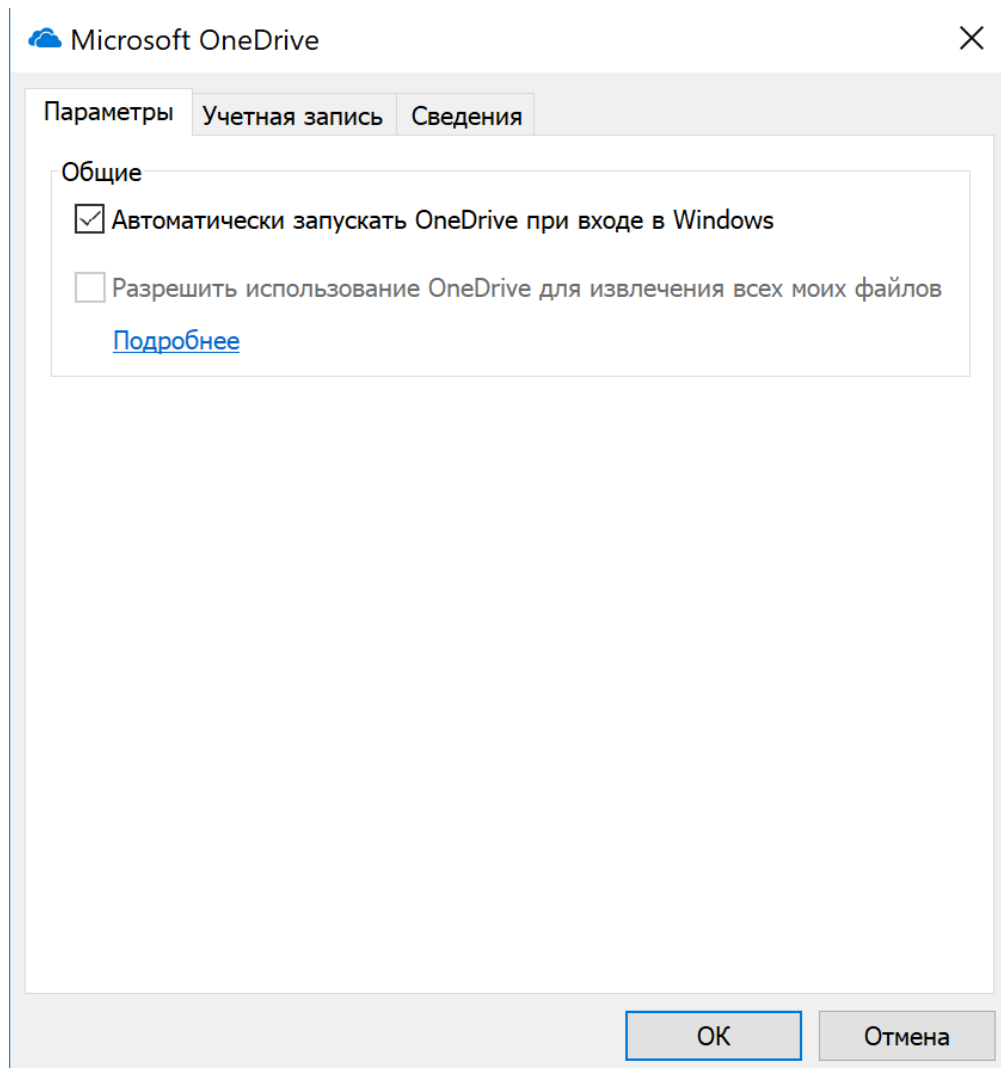 Microsoft OneDrive
Параметры Учетная запись Сведения
Общие
Автоматически запускать OneDrive при входе в Windows
Разрешить использование OneDrive для извлечения всех моих файлов
Подробнее
ОК Отмена